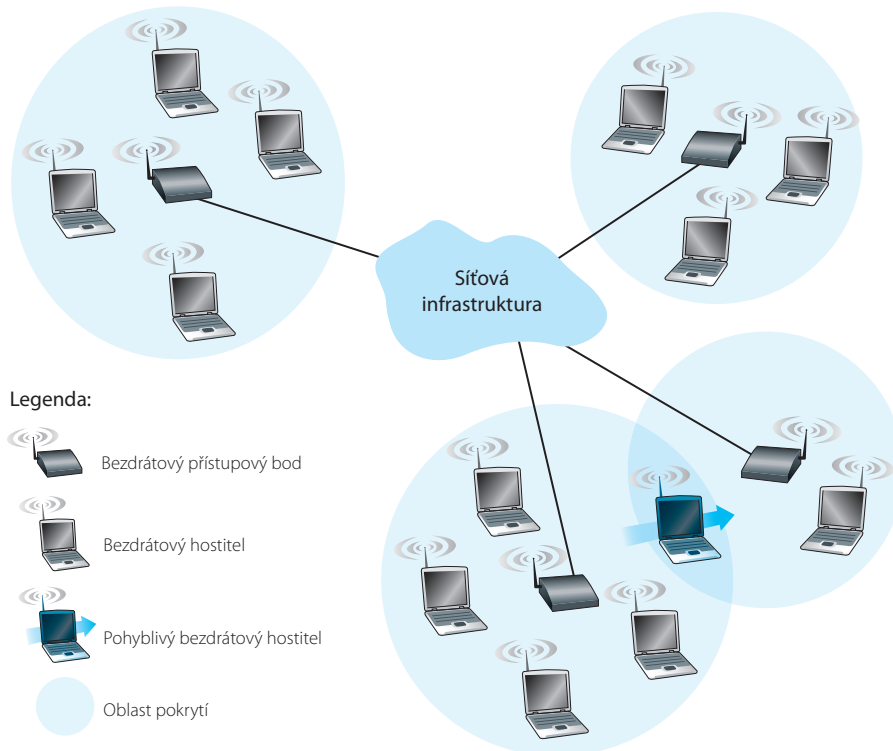 Síťová
infrastruktura
Legenda:
Bezdrátový přístupový bod
Bezdrátový hostitel
Pohyblivý bezdrátový hostitel
Oblast pokrytí